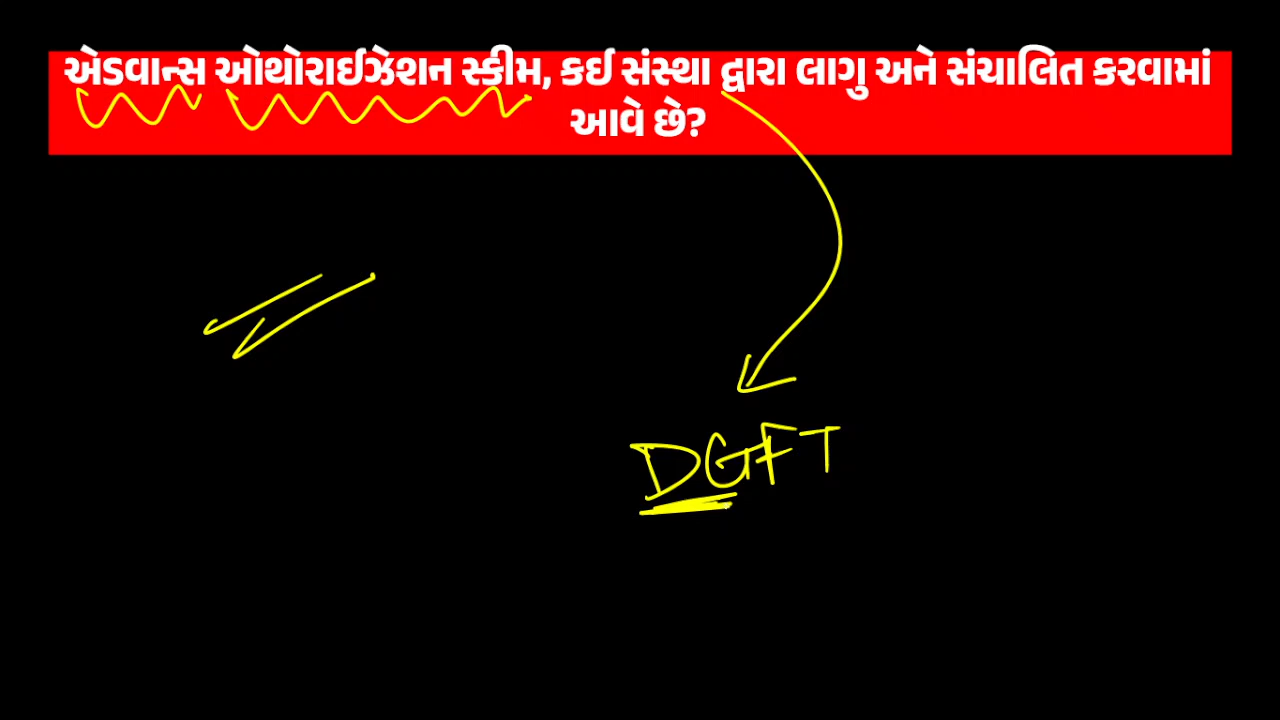 એડવાન્સ ઓથોરાઈઝેશન સ્કીમ, કઈ સંસ્થા દ્વારા લાગુ અને સંચાલિત કરવામાં
આવે છે?
DGFT